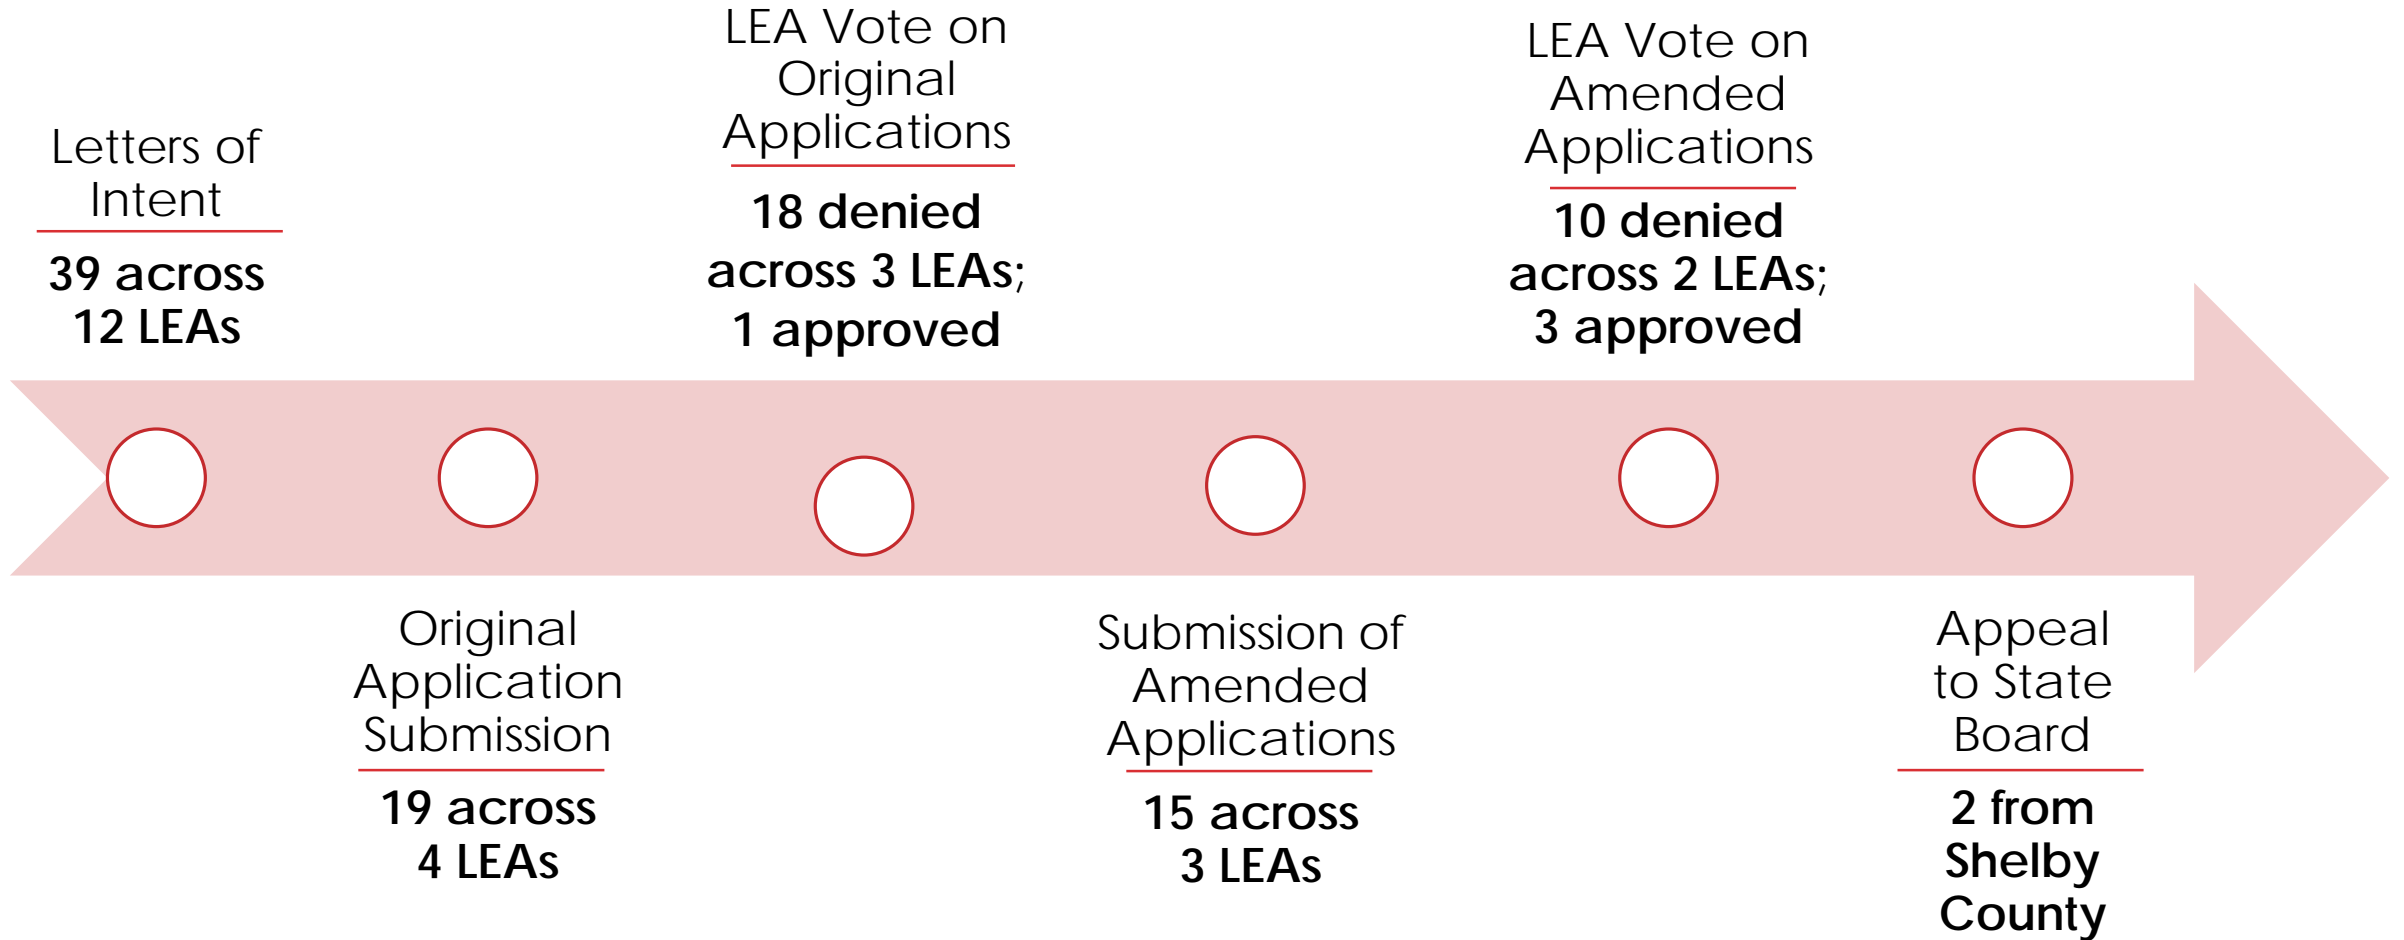 Letters of
Intent
39 across
12 LEAs
Original
Application
Submission
19 across
4 LEAs
LEA Vote on
Original
Applications
18 denied
across 3 LEAs;
1 approved
Submission of
Amended
Applications
15 across
3 LEAs
LEA Vote on
Amended
Applications
10 denied
across 2 LEAs;
3 approved
Appeal
to State
Board
2 from
Shelby
County